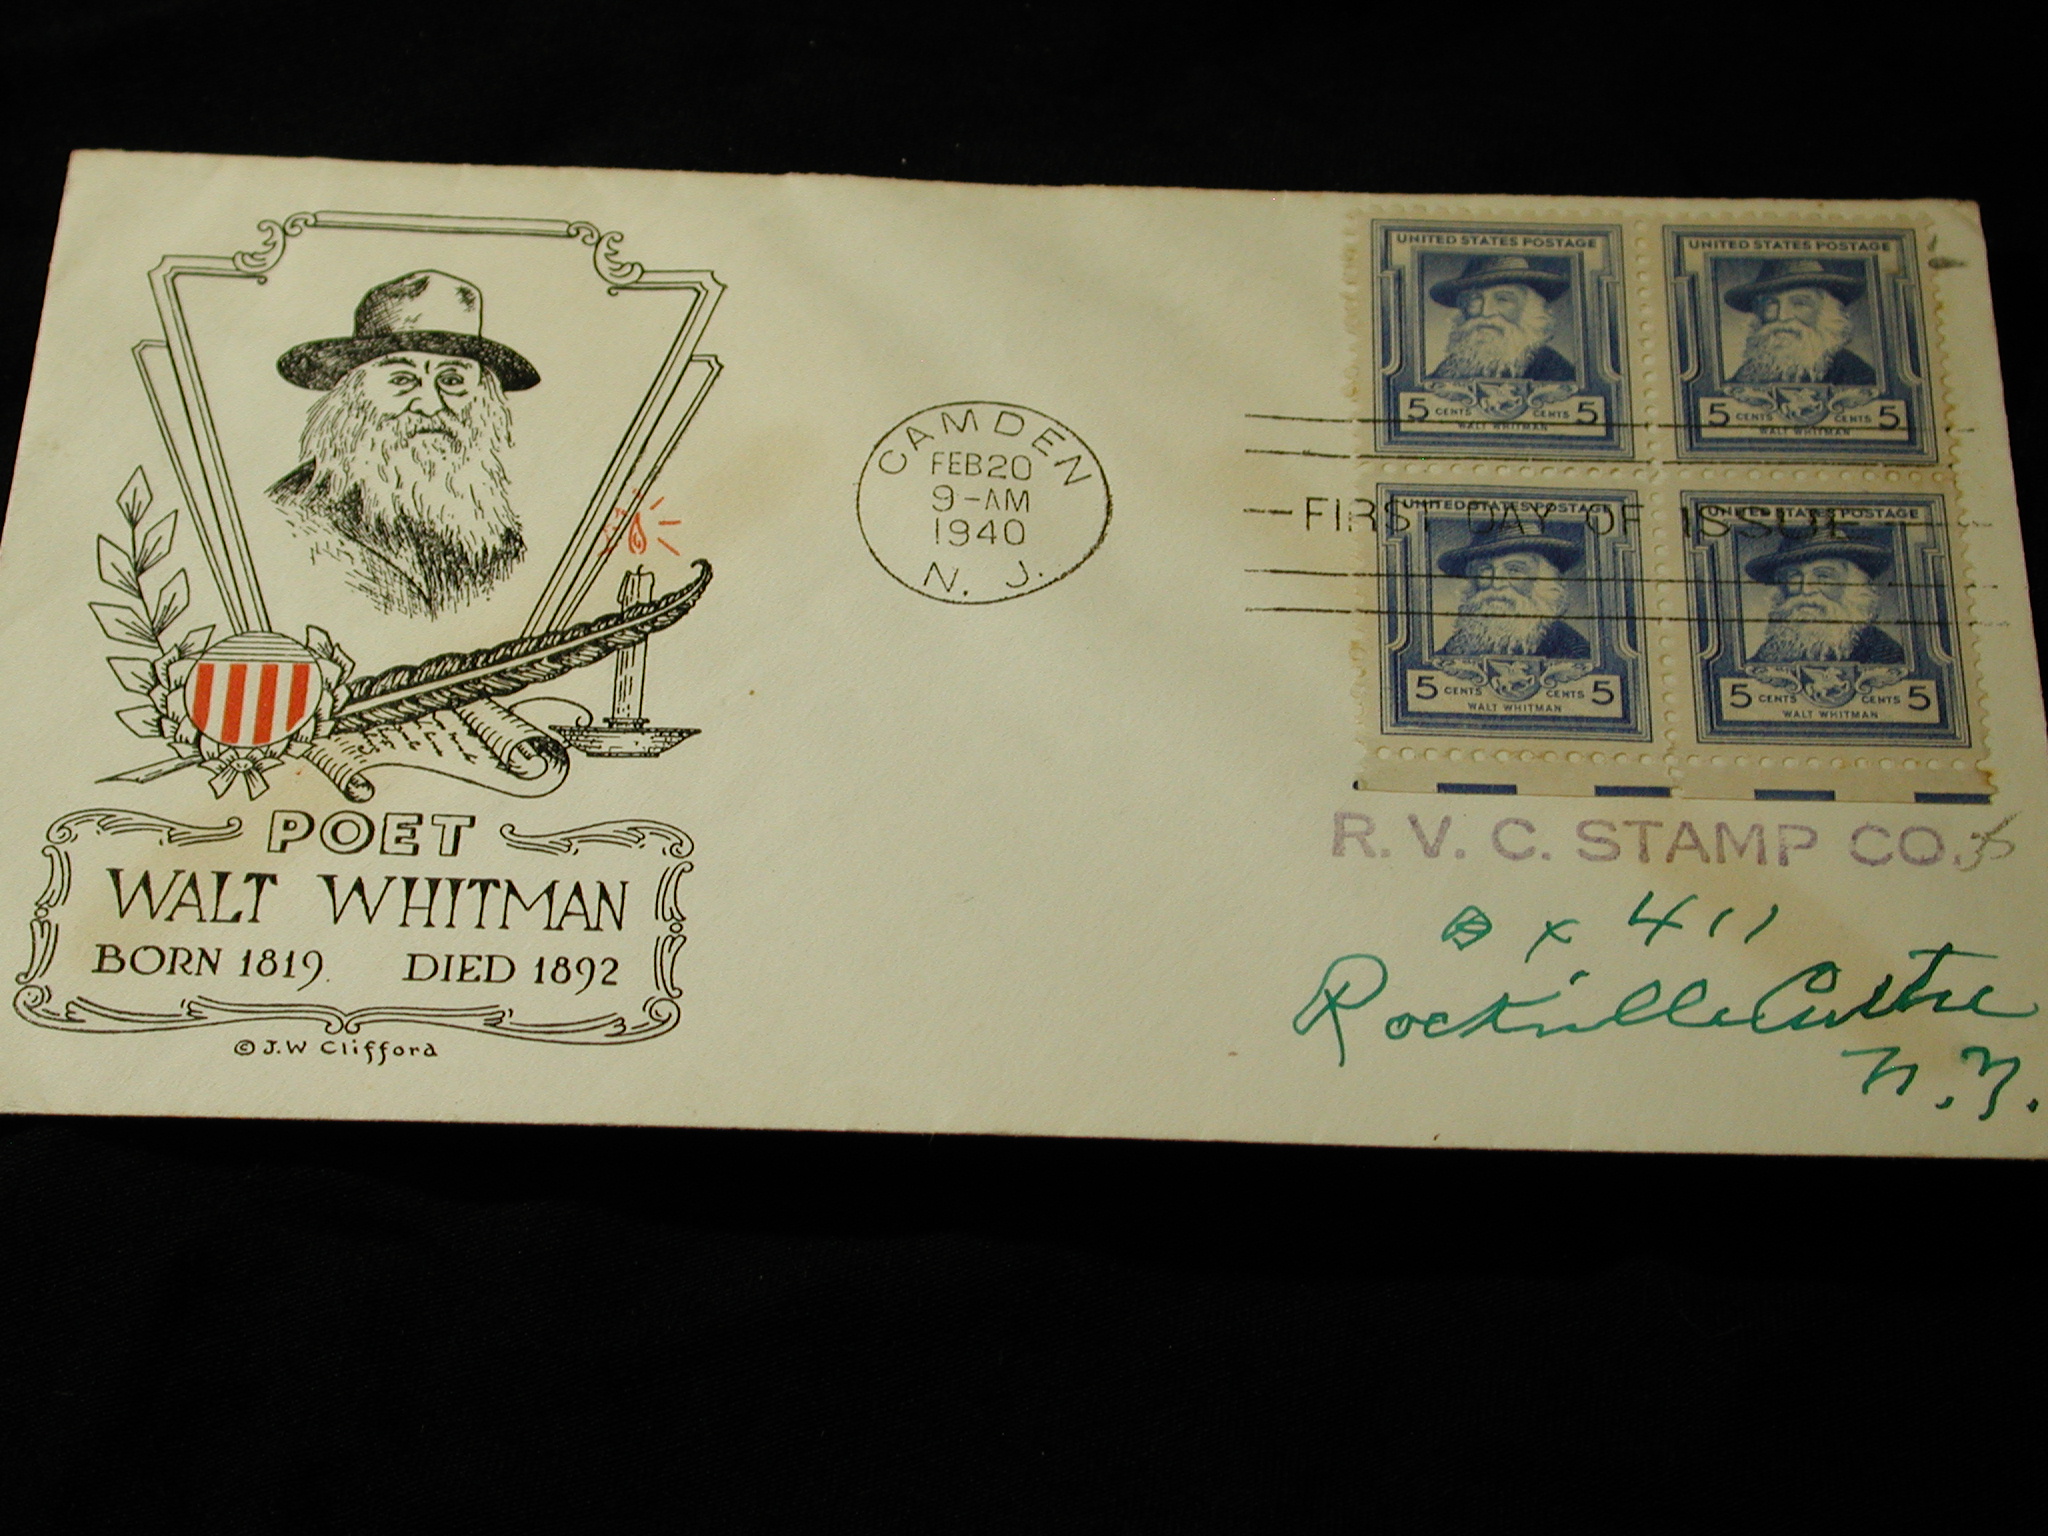 POET
WALT WHITMAN
BORN 1819. DIED 1892
© J.W Clifford
CAMDEN
FEB 20
9-AM
1940
N. J.
FIRST DAY OF ISSUE
UNITED STATES POSTAGE
5 CENTS CENTS 5
WALT WHITMAN
UNITED STATES POSTAGE
5 CENTS CENTS 5
WALT WHITMAN
UNITED STATES POSTAGE
5 CENTS CENTS 5
WALT WHITMAN
UNITED STATES POSTAGE
5 CENTS CENTS 5
WALT WHITMAN
R. V. C. STAMP CO.
Bx 411
Rockville Centre
N.Y.